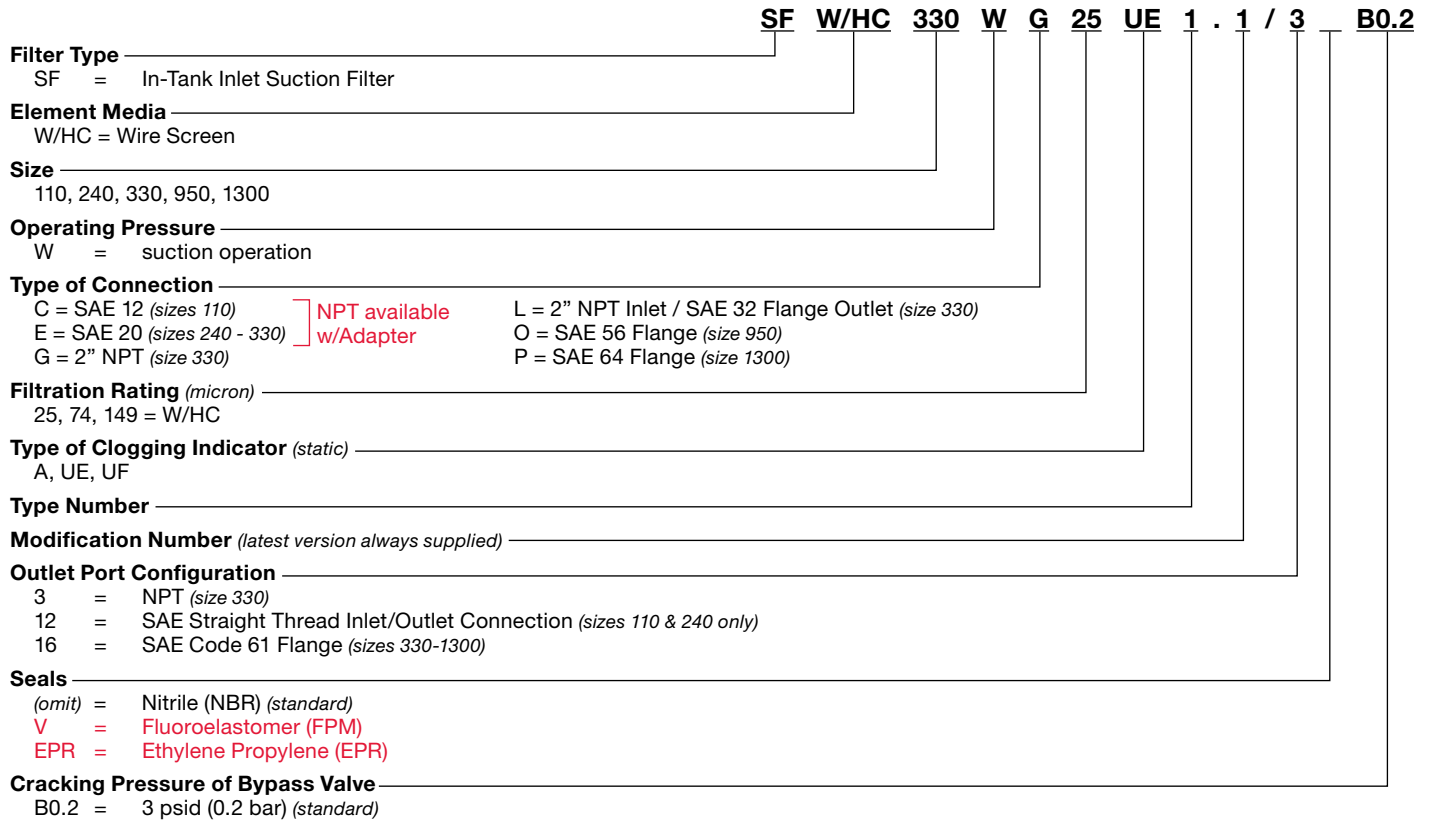 SF W/HC 330 W G 25 UE 1 . 1 / 3 _ B0.2
Filter Type
SF = In-Tank Inlet Suction Filter
Element Media
W/HC = Wire Screen
Size
110, 240, 330, 950, 1300
Operating Pressure
W = suction operation
Type of Connection
C = SAE 12 (sizes 110)
E = SAE 20 (sizes 240 - 330)
G = 2” NPT (size 330)
NPT available
w/Adapter
L = 2” NPT Inlet / SAE 32 Flange Outlet (size 330)
O = SAE 56 Flange (size 950)
P = SAE 64 Flange (size 1300)
Filtration Rating (micron)
25, 74, 149 = W/HC
Type of Clogging Indicator (static)
A, UE, UF
Type Number
Modification Number (latest version always supplied)
Outlet Port Configuration
3 = NPT (size 330)
12 = SAE Straight Thread Inlet/Outlet Connection (sizes 110 & 240 only)
16 = SAE Code 61 Flange (sizes 330-1300)
Seals
(omit) = Nitrile (NBR) (standard)
V = Fluoroelastomer (FPM)
EPR = Ethylene Propylene (EPR)
Cracking Pressure of Bypass Valve
B0.2 = 3 psid (0.2 bar) (standard)